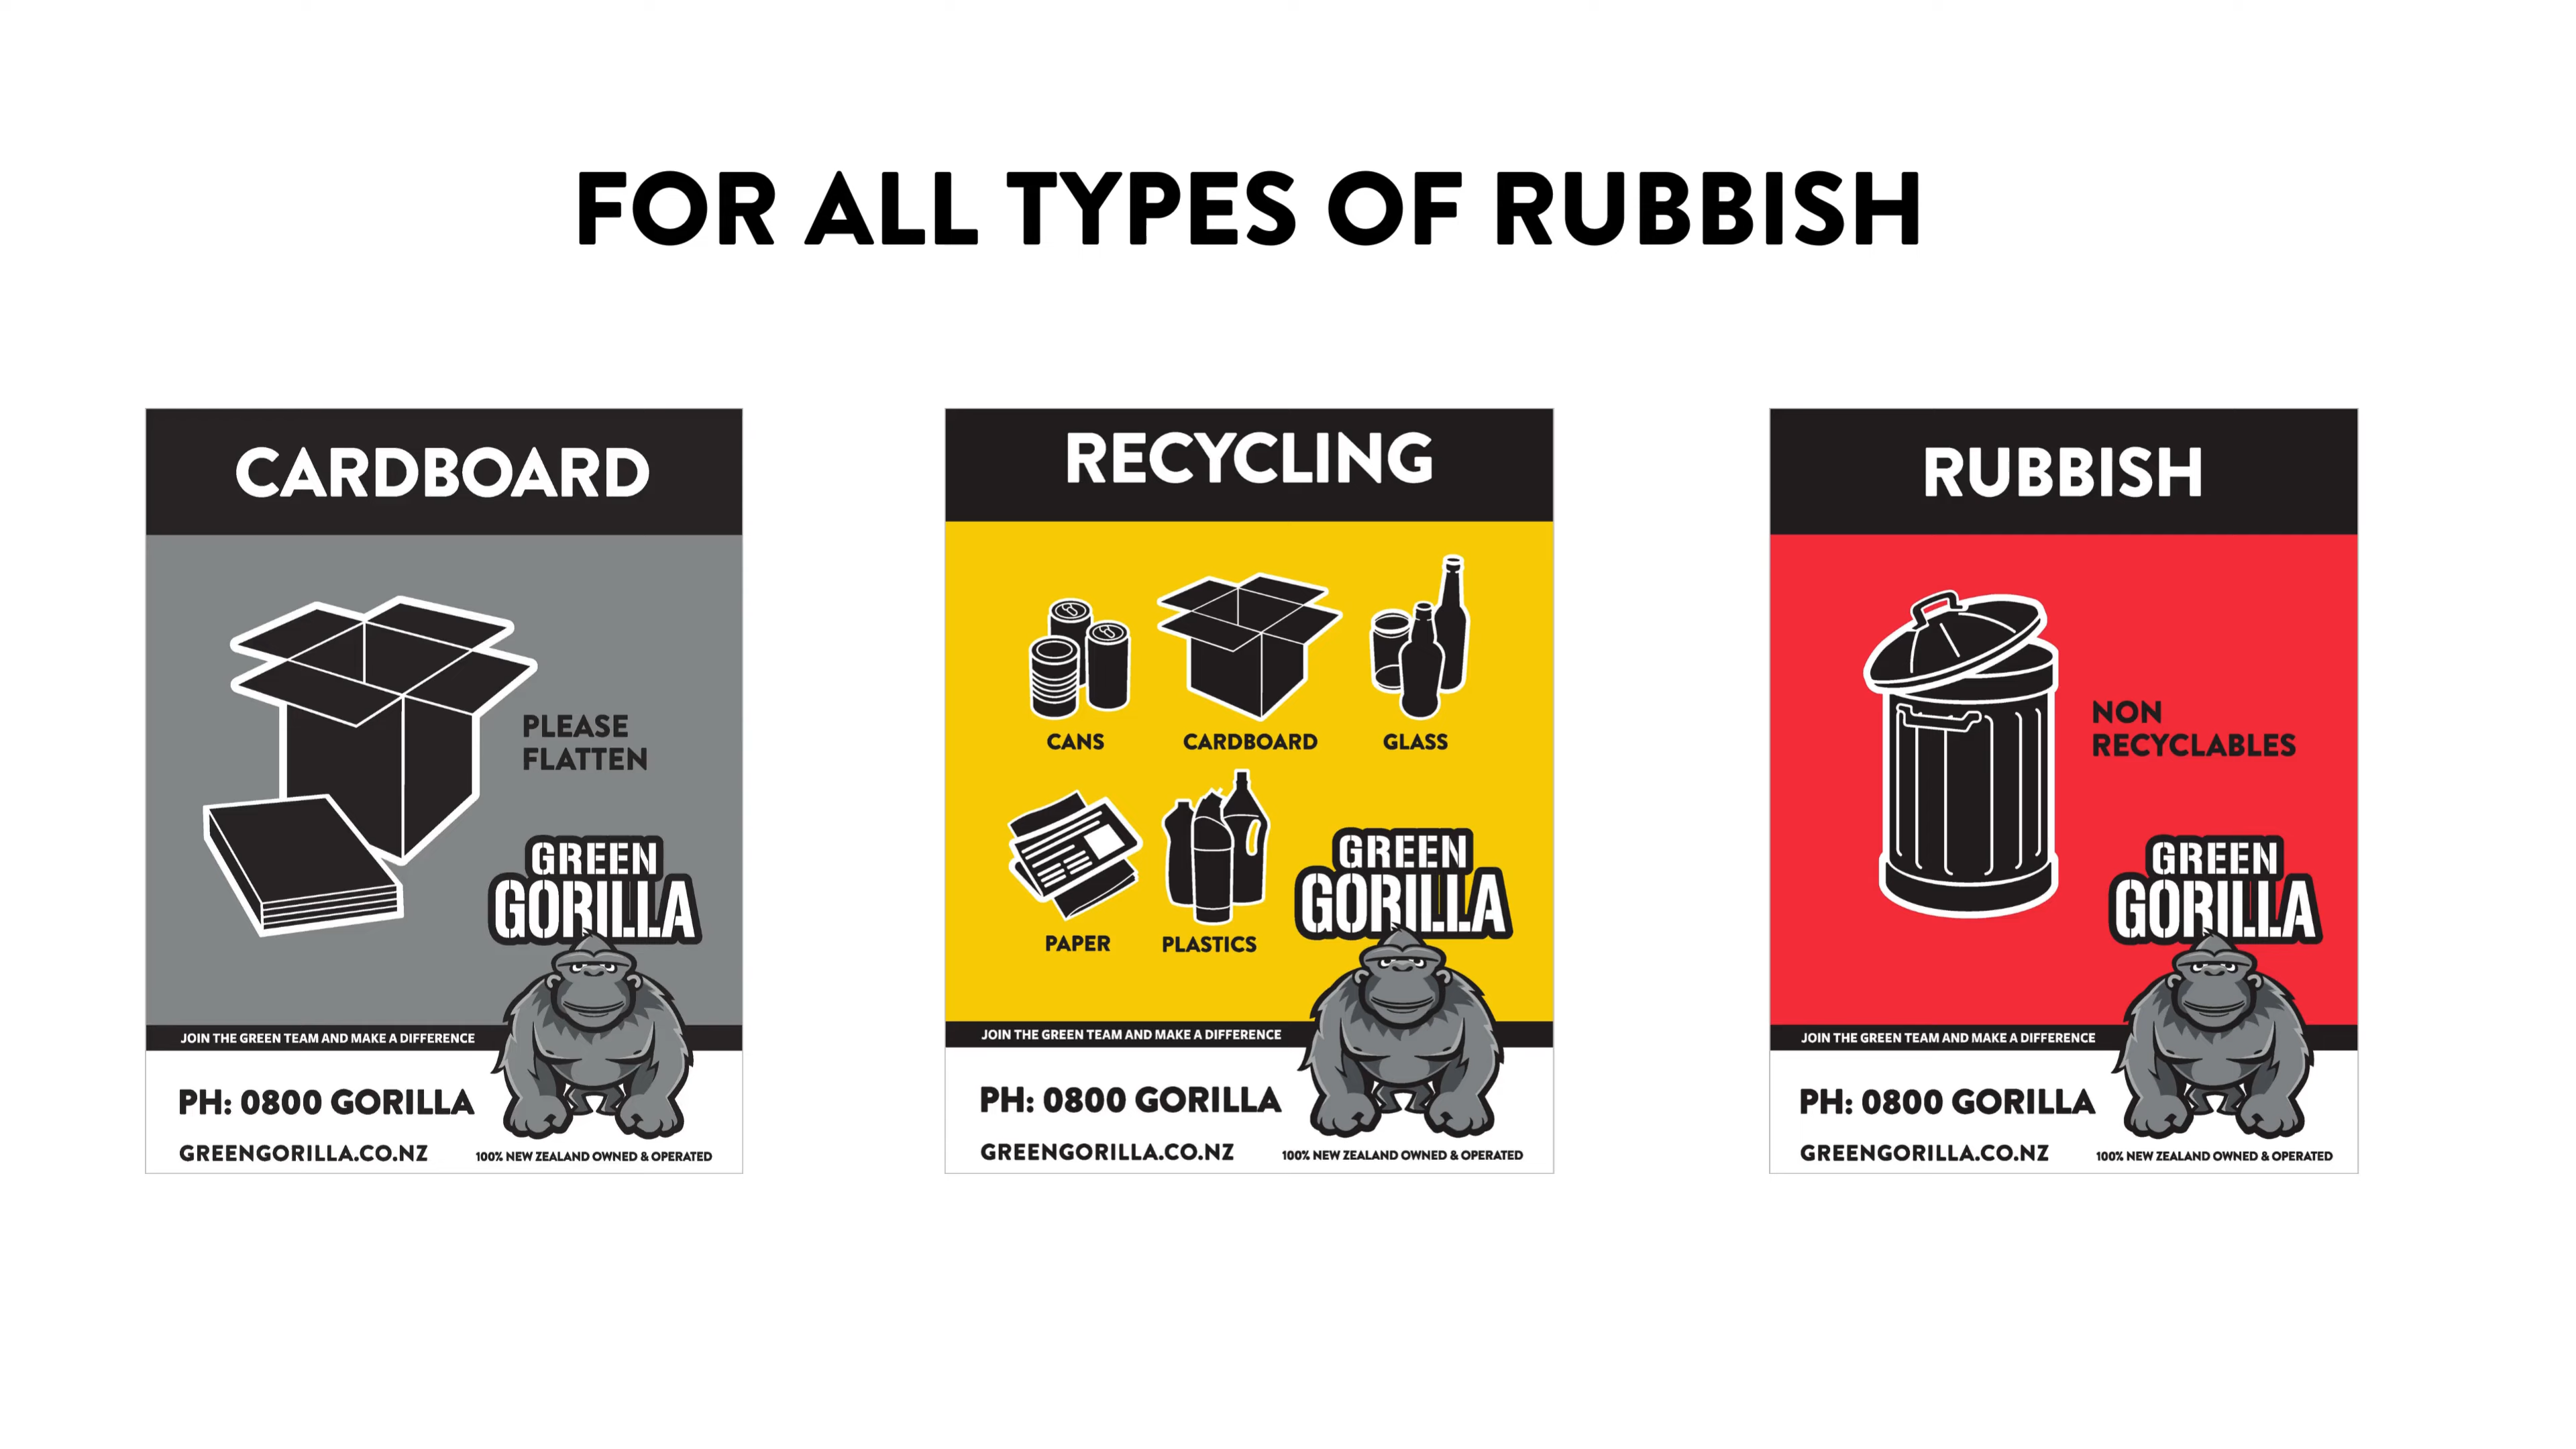 FOR ALL TYPES OF RUBBISH
CARDBOARD
PLEASE
FLATTEN
GREEN
GORILLA
JOIN THE GREEN TEAM AND MAKE A DIFFERENCE
PH: 0800 GORILLA
GREENGORILLA.CO.NZ
100% NEW ZEALAND OWNED & OPERATED
RECYCLING
CANS
CARDBOARD
GLASS
PAPER
PLASTICS
GREEN
GORILLA
JOIN THE GREEN TEAM AND MAKE A DIFFERENCE
PH: 0800 GORILLA
GREENGORILLA.CO.NZ
100% NEW ZEALAND OWNED & OPERATED
RUBBISH
NON
RECYCLABLES
GREEN
GORILLA
JOIN THE GREEN TEAM AND MAKE A DIFFERENCE
PH: 0800 GORILLA
GREENGORILLA.CO.NZ
100% NEW ZEALAND OWNED & OPERATED